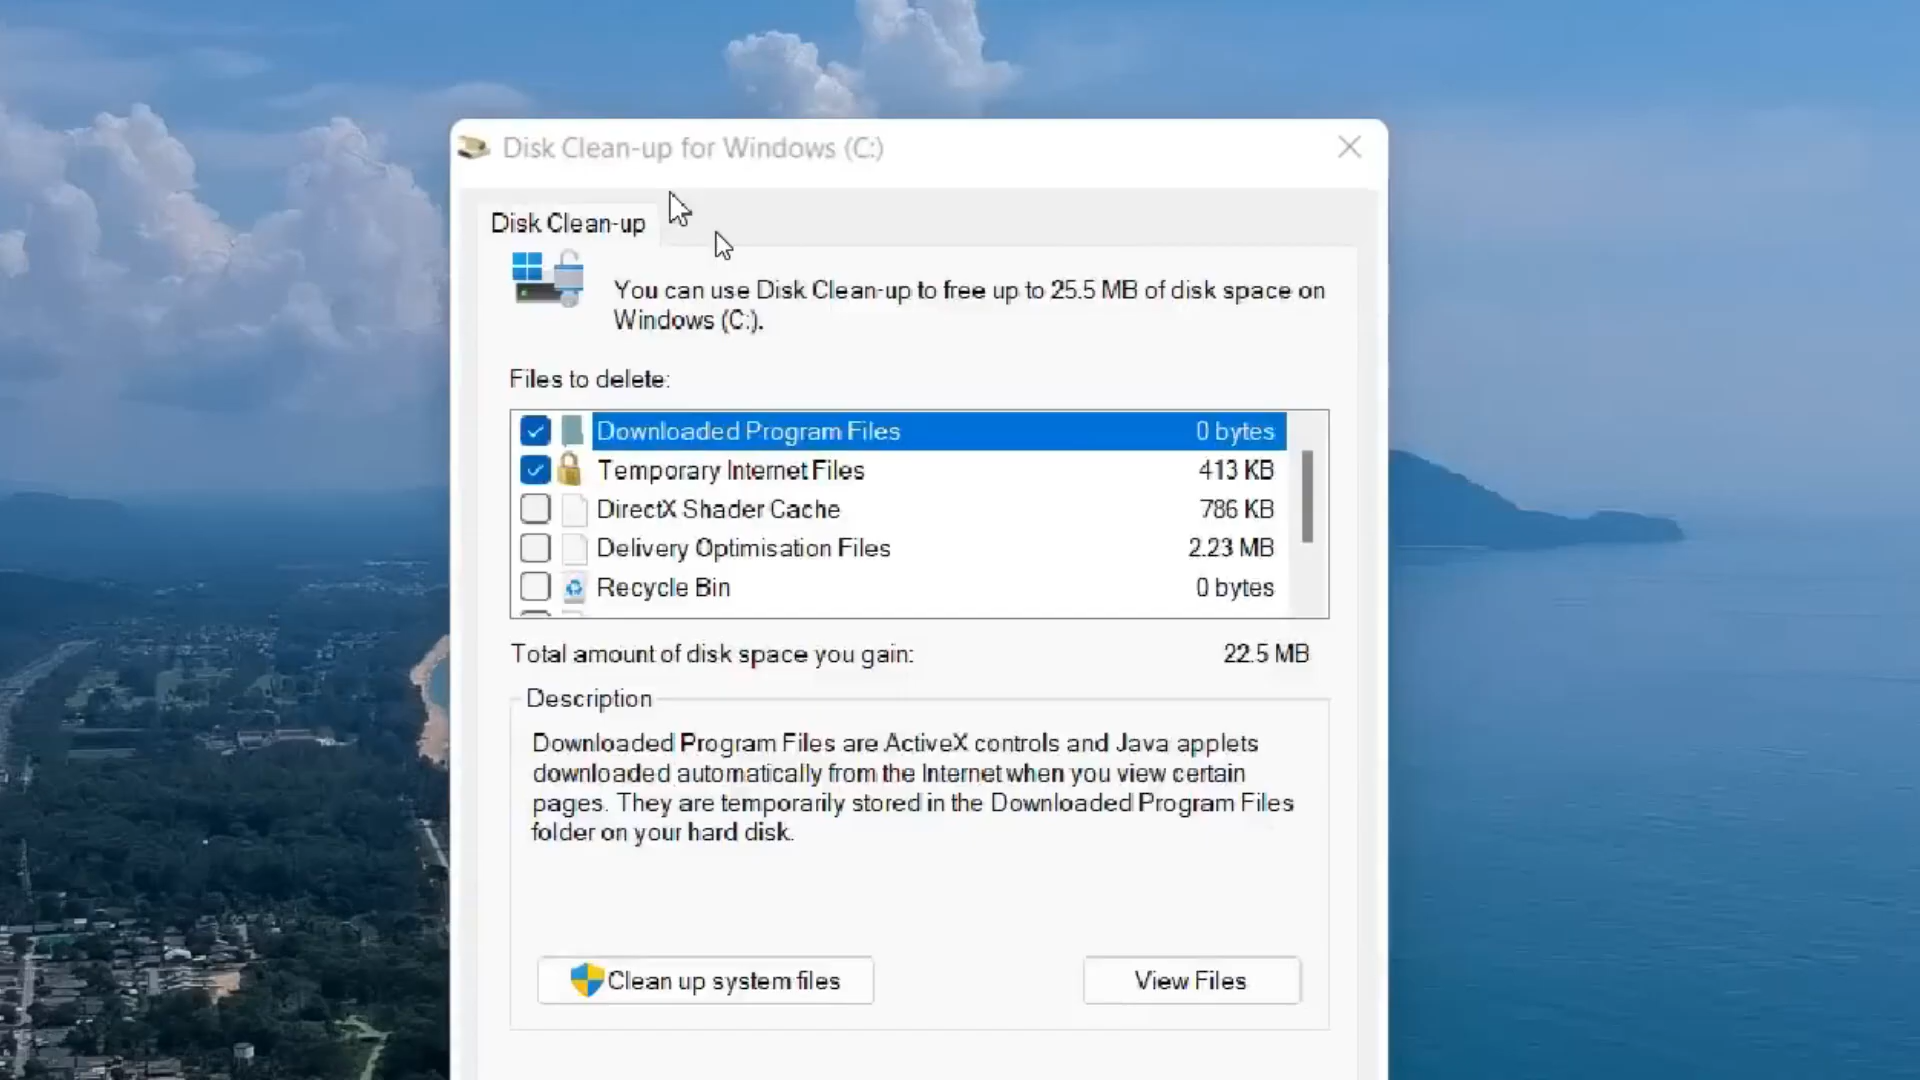 Disk Clean-up for Windows (C:)
Disk Clean-up
You can use Disk Clean-up to free up to 25.5 MB of disk space on
Windows (C:).
Files to delete:
Downloaded Program Files 0 bytes
Temporary Internet Files 413 KB
DirectX Shader Cache 786 KB
Delivery Optimisation Files 2.23 MB
Recycle Bin 0 bytes
Total amount of disk space you gain: 22.5 MB
Description
Downloaded Program Files are ActiveX controls and Java applets
downloaded automatically from the Internet when you view certain
pages. They are temporarily stored in the Downloaded Program Files
folder on your hard disk.
Clean up system files View Files